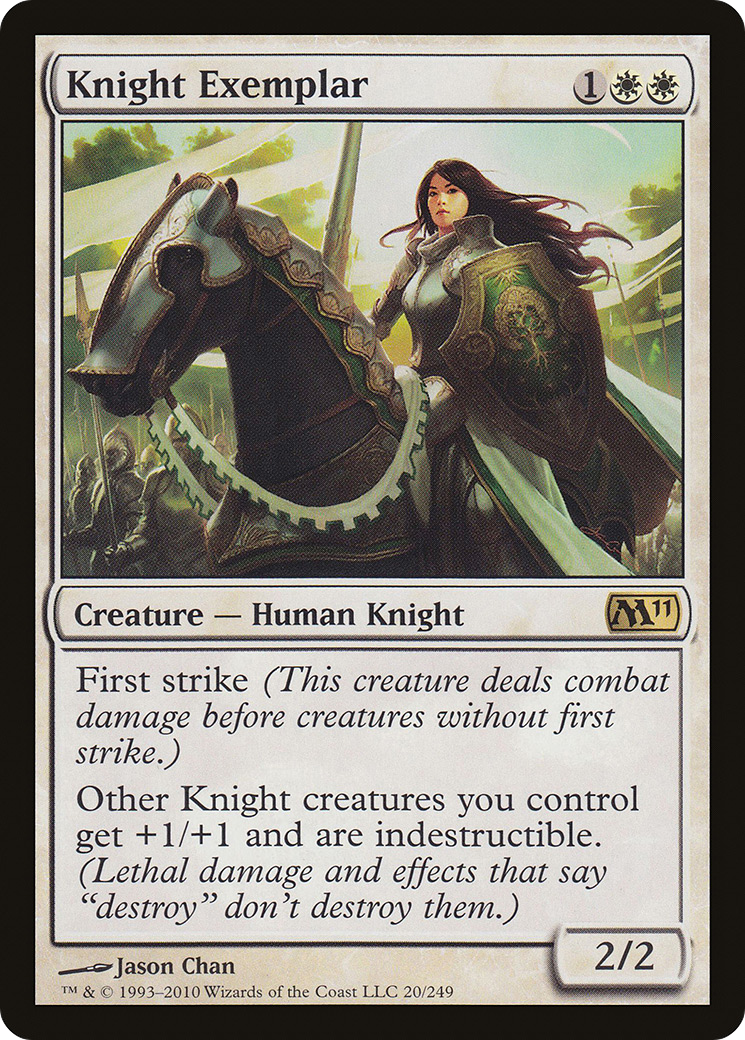 Knight Exemplar 1
Creature — Human Knight M11
First strike (This creature deals combat
damage before creatures without first
strike.)
Other Knight creatures you control
get +1/+1 and are indestructible.
(Lethal damage and effects that say
“destroy” don’t destroy them.)
2/2
Jason Chan
™ & © 1993–2010 Wizards of the Coast LLC 20/249